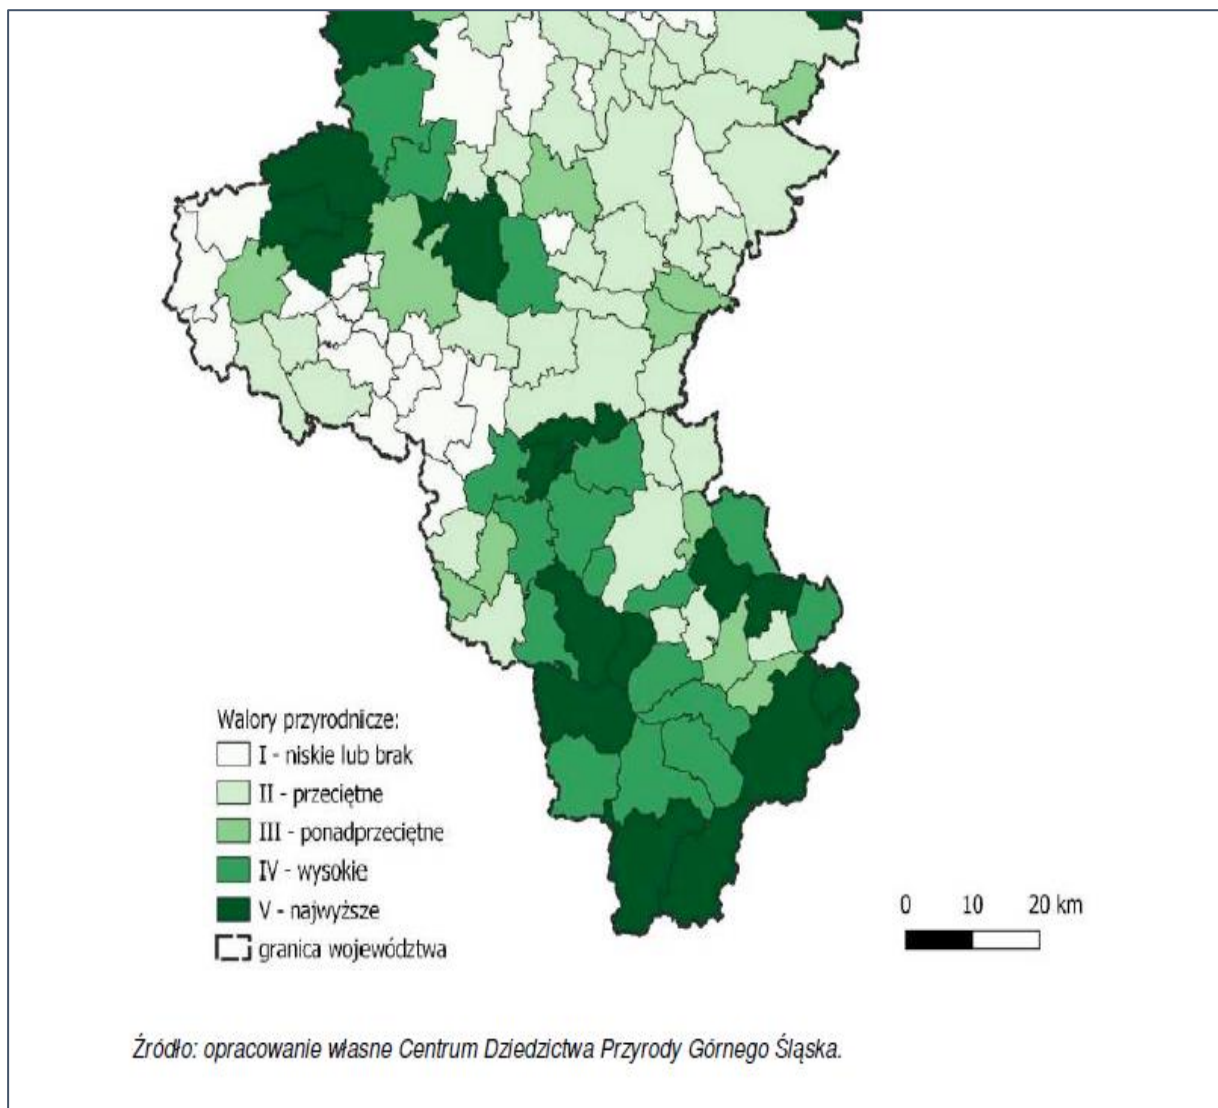 Walory przyrodnicze:
I - niskie lub brak
II - przeciętne
III - ponadprzeciętne
IV - wysokie
V - najwyższe
granica województwa
0 10 20 km
Źródło: opracowanie własne Centrum Dziedzictwa Przyrody Górnego Śląska.